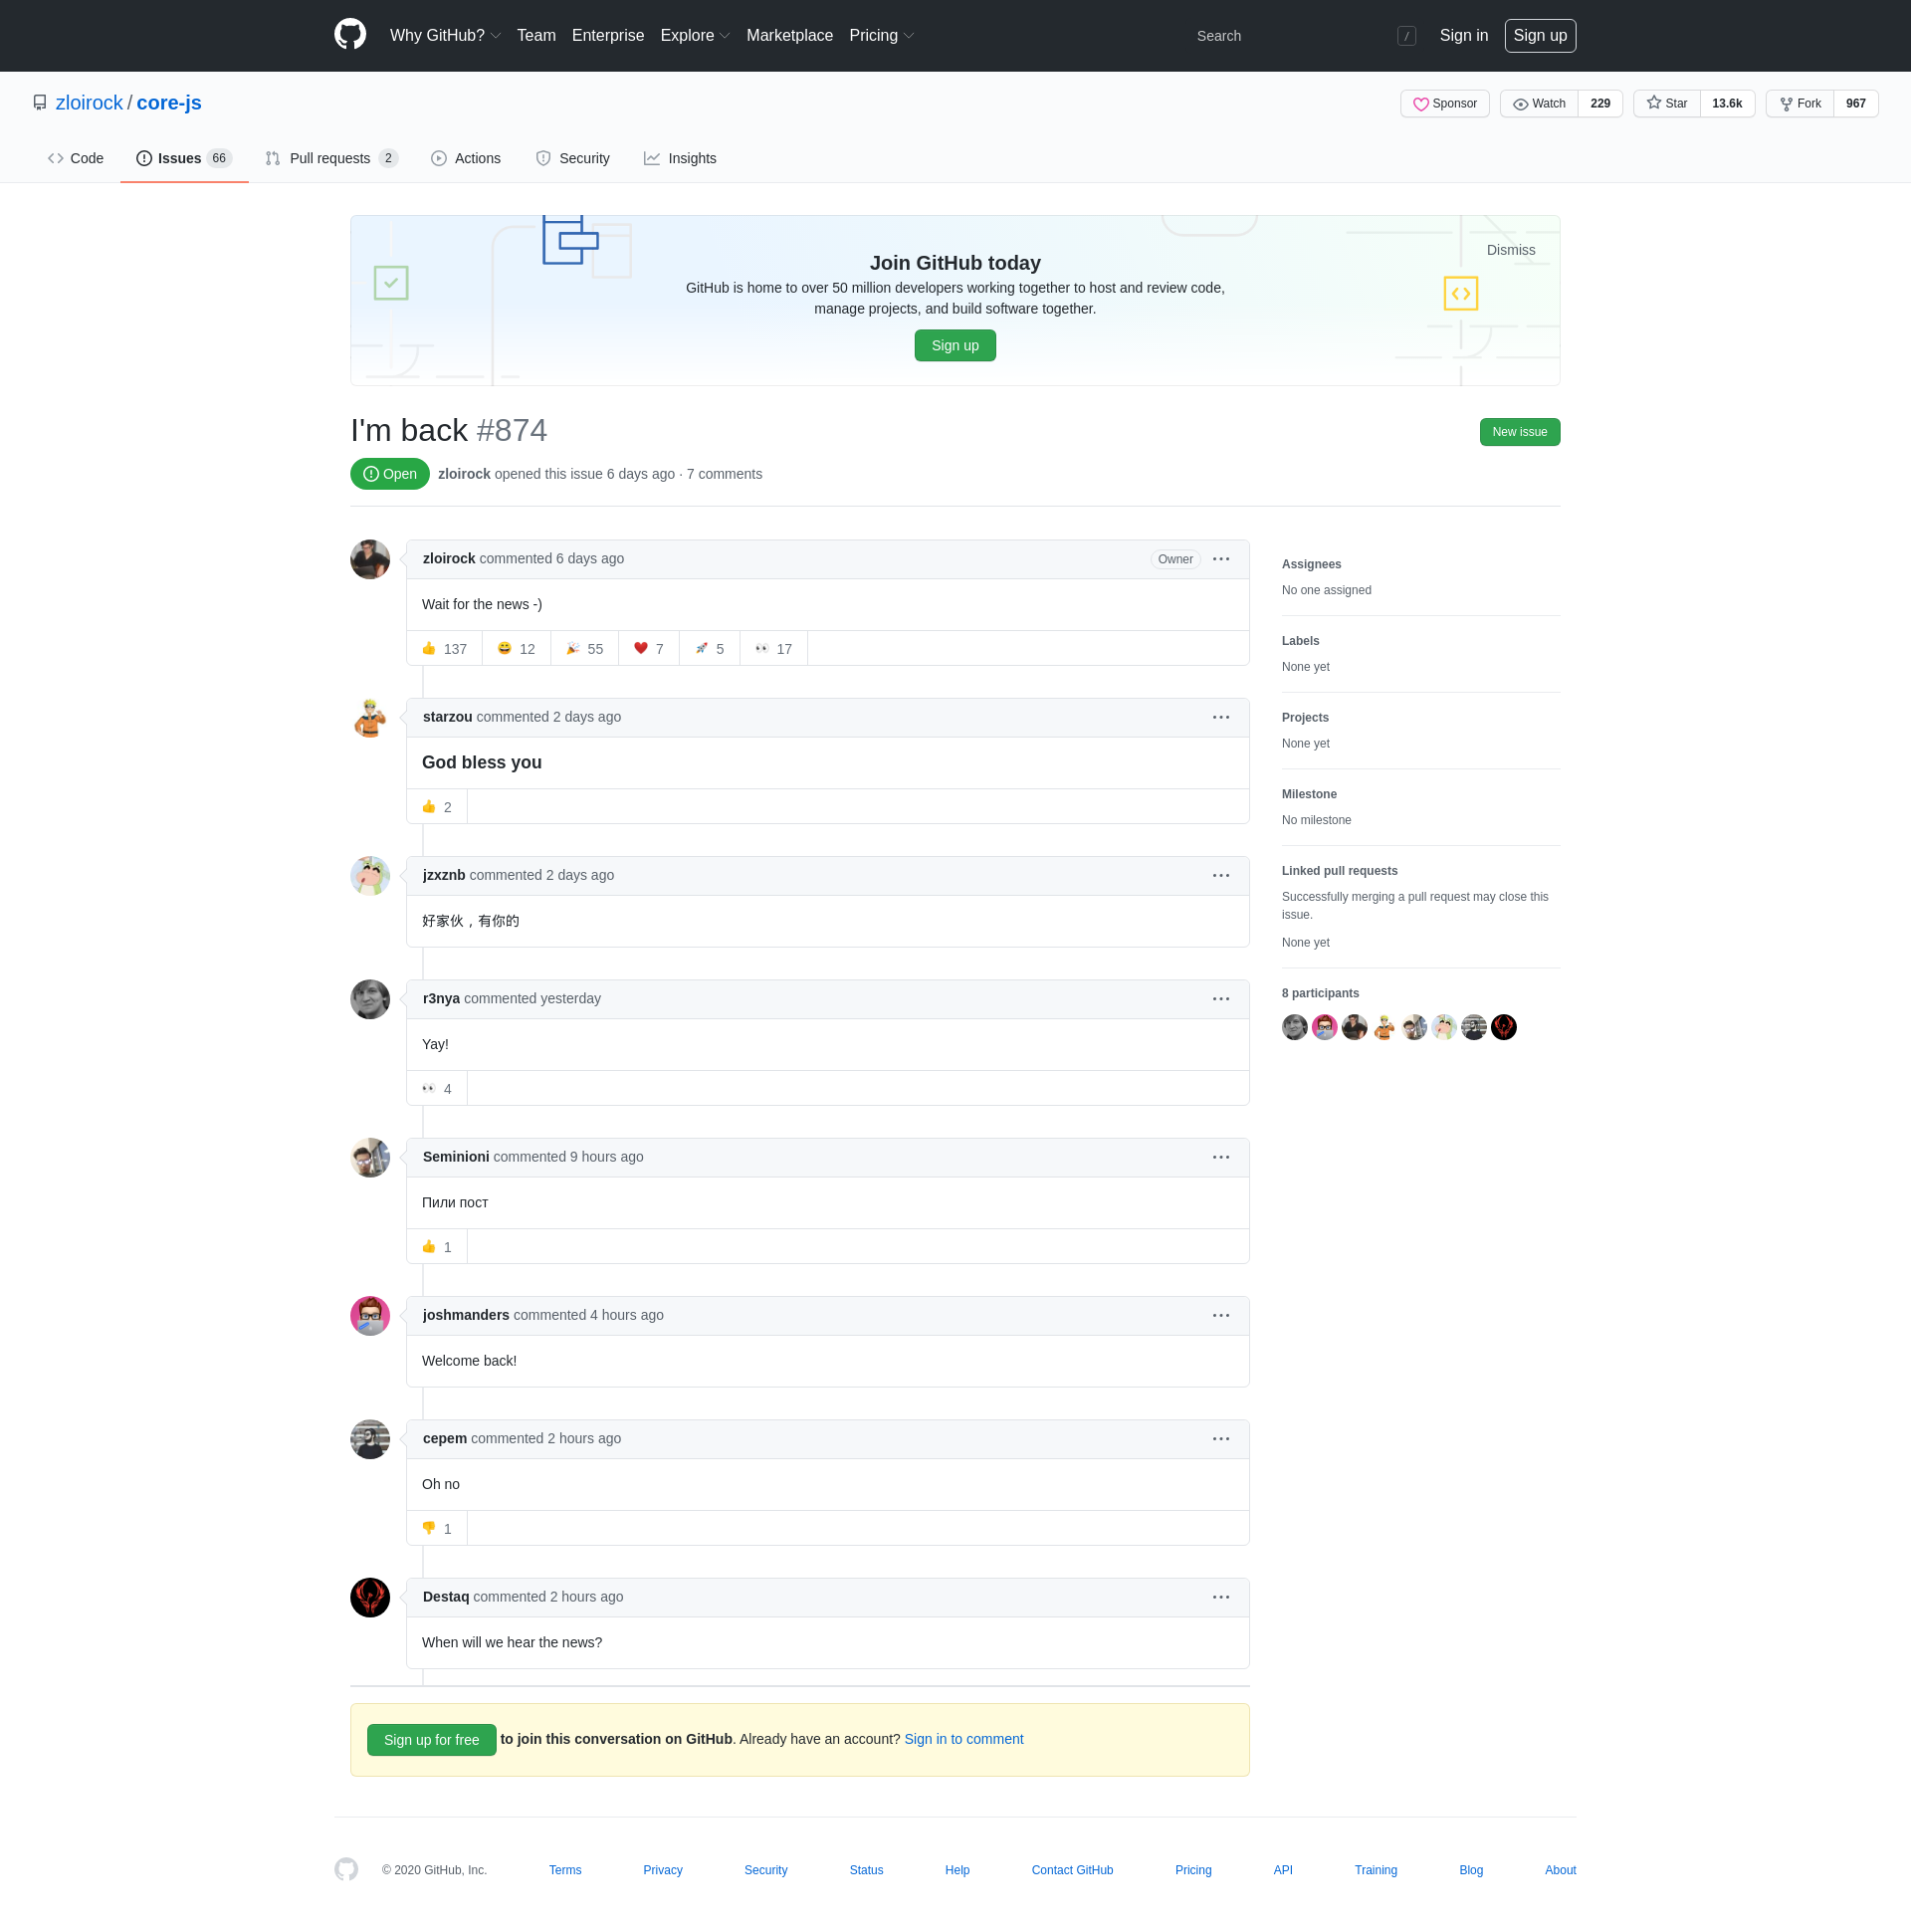 Why GitHub? Team Enterprise Explore Marketplace Pricing Search / Sign in Sign up
zloirock / core-js Sponsor Watch 229 Star 13.6k Fork 967
Code Issues 66 Pull requests 2 Actions Security Insights
Dismiss
Join GitHub today
GitHub is home to over 50 million developers working together to host and review code,
manage projects, and build software together.
Sign up
I'm back #874 New issue
Open zloirock opened this issue 6 days ago · 7 comments
zloirock commented 6 days ago Owner
Wait for the news -)
👍 137 😄 12 🎉 55 ❤️ 7 🚀 5 👀 17
starzou commented 2 days ago
God bless you
👍 2
jzxznb commented 2 days ago
好家伙，有你的
r3nya commented yesterday
Yay!
👀 4
Seminioni commented 9 hours ago
Пили пост
👍 1
joshmanders commented 4 hours ago
Welcome back!
cepem commented 2 hours ago
Oh no
👎 1
Destaq commented 2 hours ago
When will we hear the news?
Assignees
No one assigned
Labels
None yet
Projects
None yet
Milestone
No milestone
Linked pull requests
Successfully merging a pull request may close this
issue.
None yet
8 participants
Sign up for free to join this conversation on GitHub. Already have an account? Sign in to comment
© 2020 GitHub, Inc. Terms Privacy Security Status Help Contact GitHub Pricing API Training Blog About